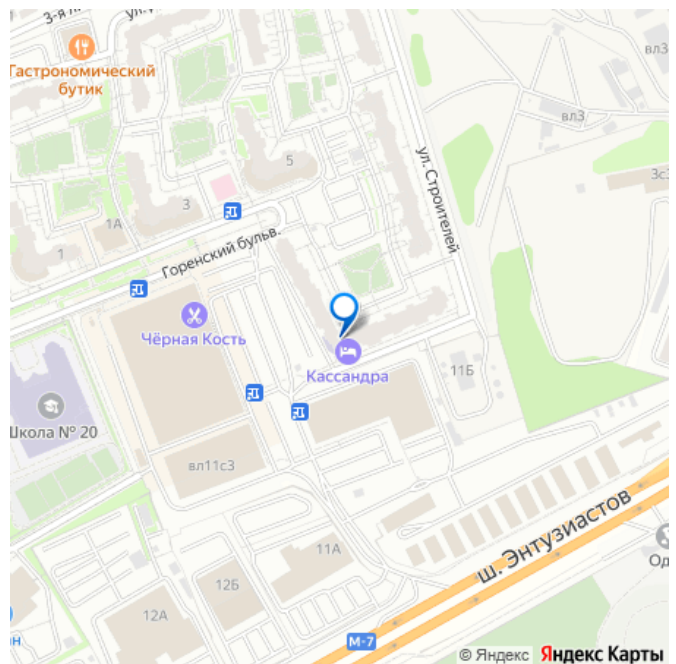 3-я л
ул.
Гастрономический
бутик
вл3
вл3
5
3с3
3
1А
1
ул. Строителей
Горенский бульв.
Чёрная Кость
Кассандра
11Б
Школа № 20
вл11с3
ш. Энтузиастов
11А
12Б
12А
Од
М-7
© Яндекс Яндекс Карты